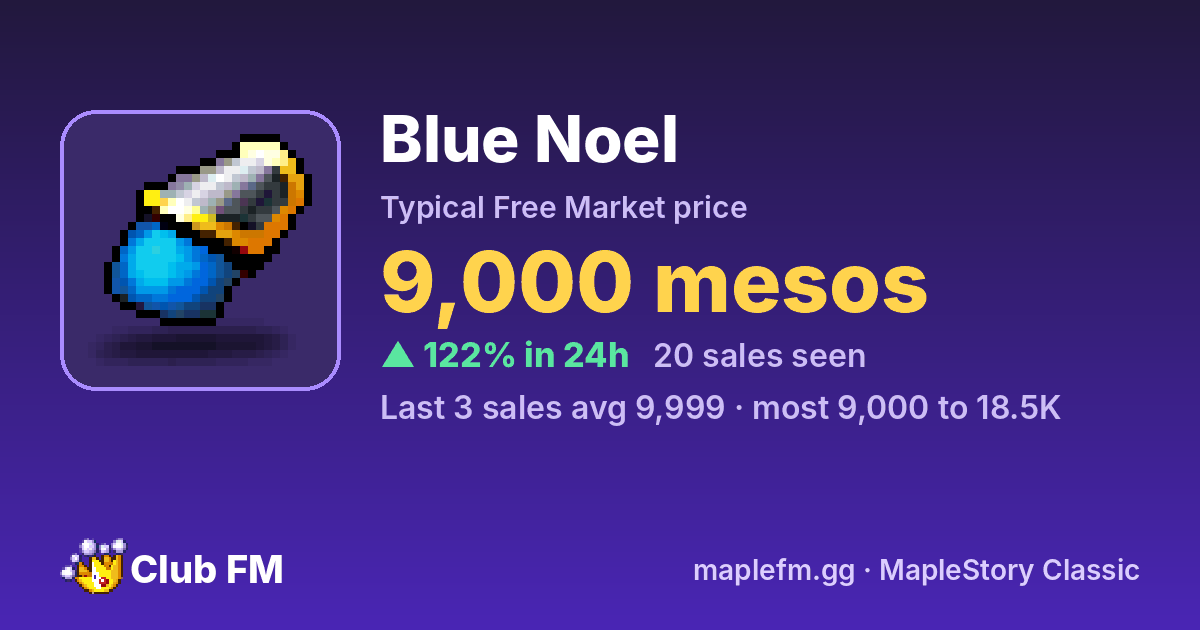 Blue Noel
Typical Free Market price
9,000 mesos
▲ 122% in 24h 20 sales seen
Last 3 sales avg 9,999 · most 9,000 to 18.5K
Club FM
maplefm.gg · MapleStory Classic